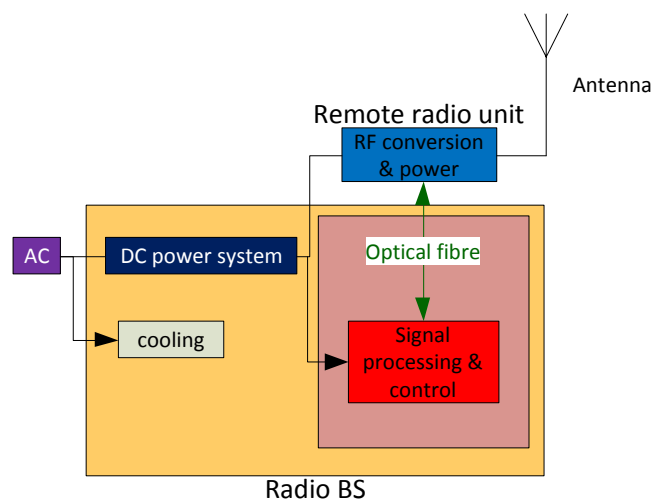 Antenna
Remote radio unit
RF conversion
& power
AC
DC power system
Optical fibre
cooling
Signal
processing &
control
Radio BS